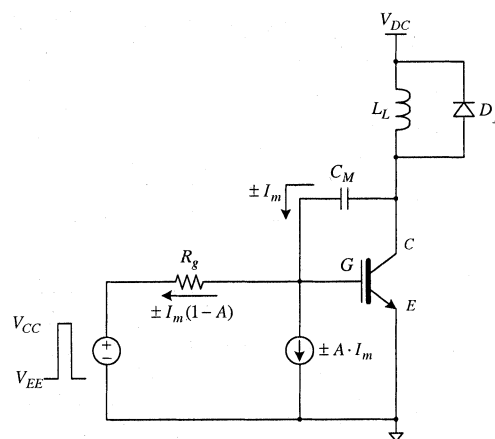 V_DC
L_L
D
C_M
± I_m
C
R_g
G
± I_m(1 − A)
E
V_CC
V_EE
± A · I_m